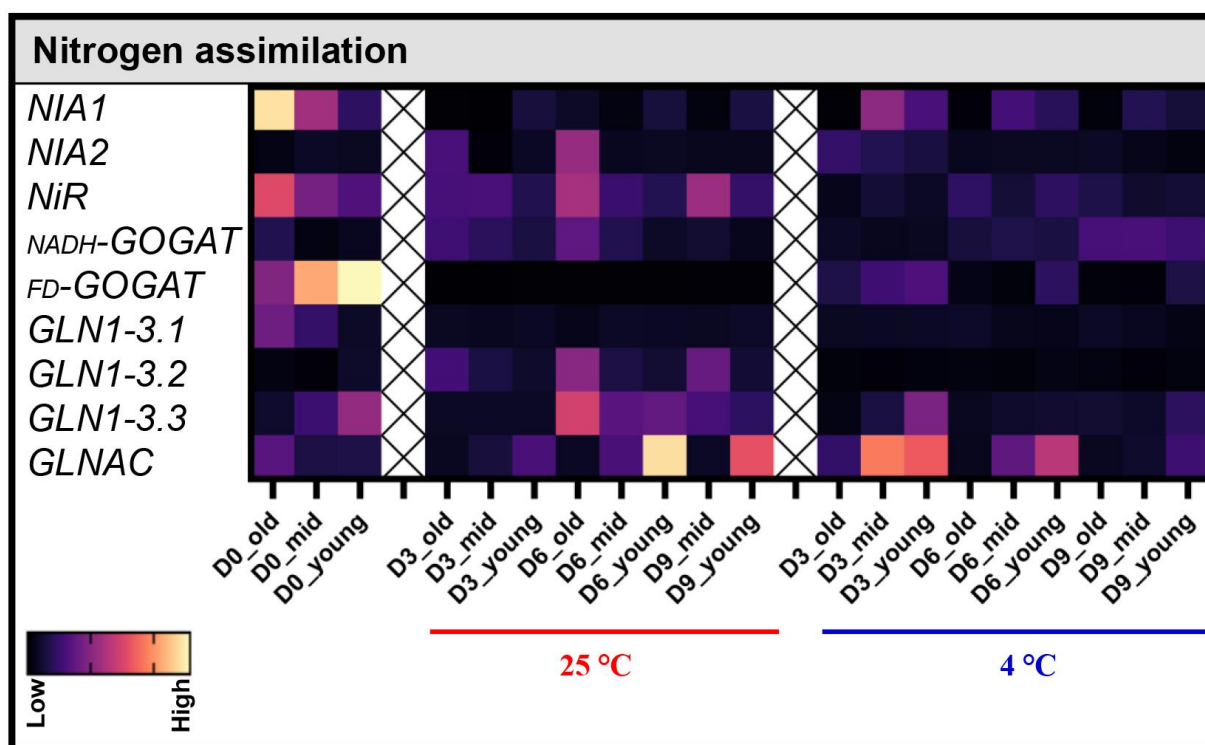 Nitrogen assimilation
NIA1
NIA2
NiR
NADH-GOGAT
FD-GOGAT
GLN1-3.1
GLN1-3.2
GLN1-3.3
GLNAC
D0_old
D0_mid
D0_young
D3_old
D3_mid
D3_young
D6_old
D6_mid
D6_young
D9_mid
D9_young
D3_old
D3_mid
D3_young
D6_old
D6_mid
D6_young
D9_old
D9_mid
D9_young
25 °C
4 °C
Low
High